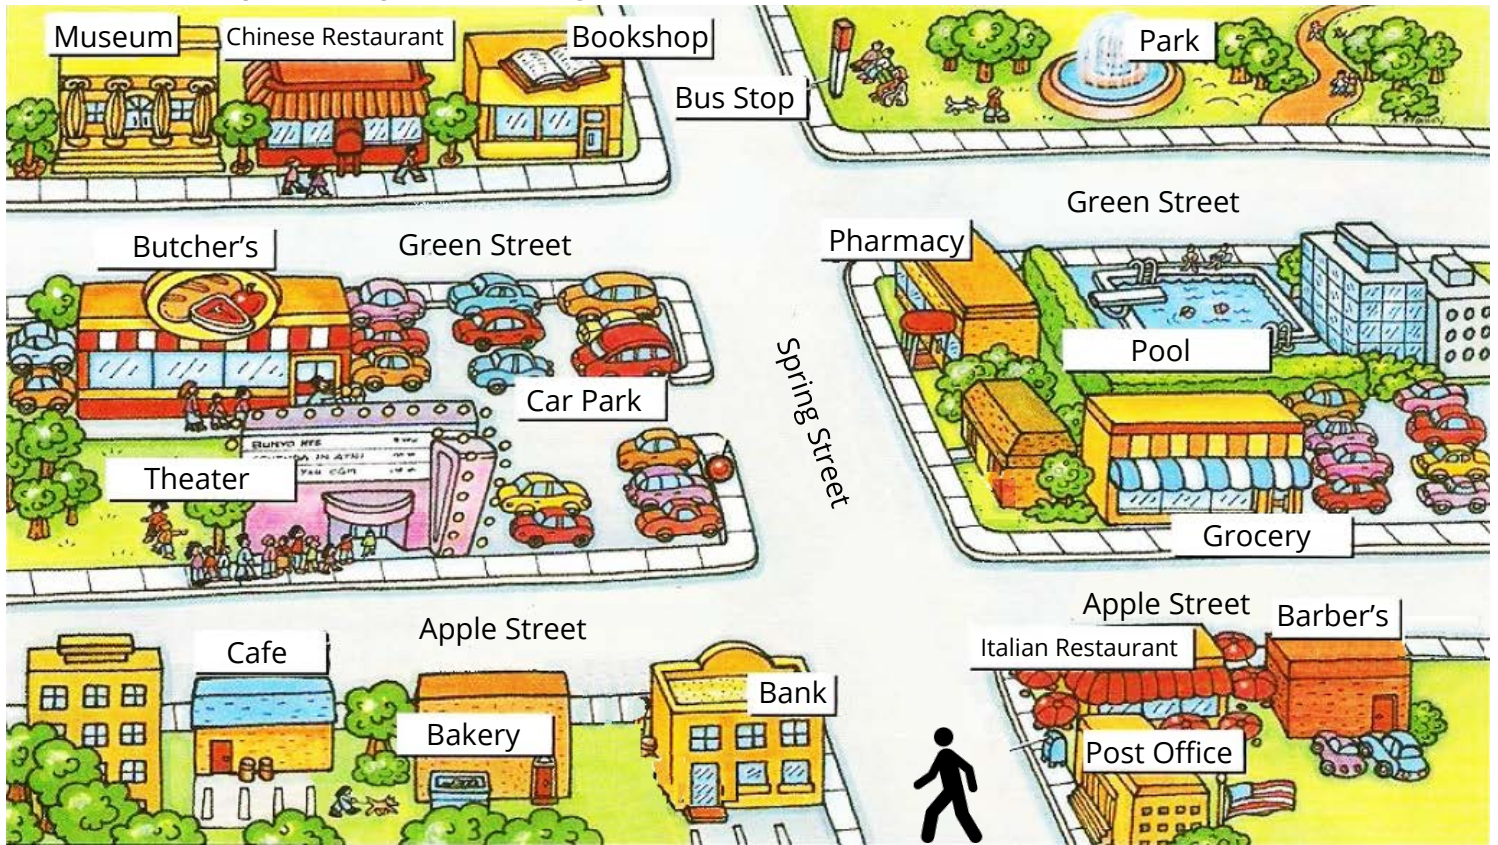 Museum
Chinese Restaurant
Bookshop
Park
Bus Stop
Green Street
Pharmacy
Butcher’s
Green Street
Pool
Car Park
Spring Street
Theater
Grocery
Apple Street
Barber’s
Apple Street
Italian Restaurant
Cafe
Bank
Bakery
Post Office